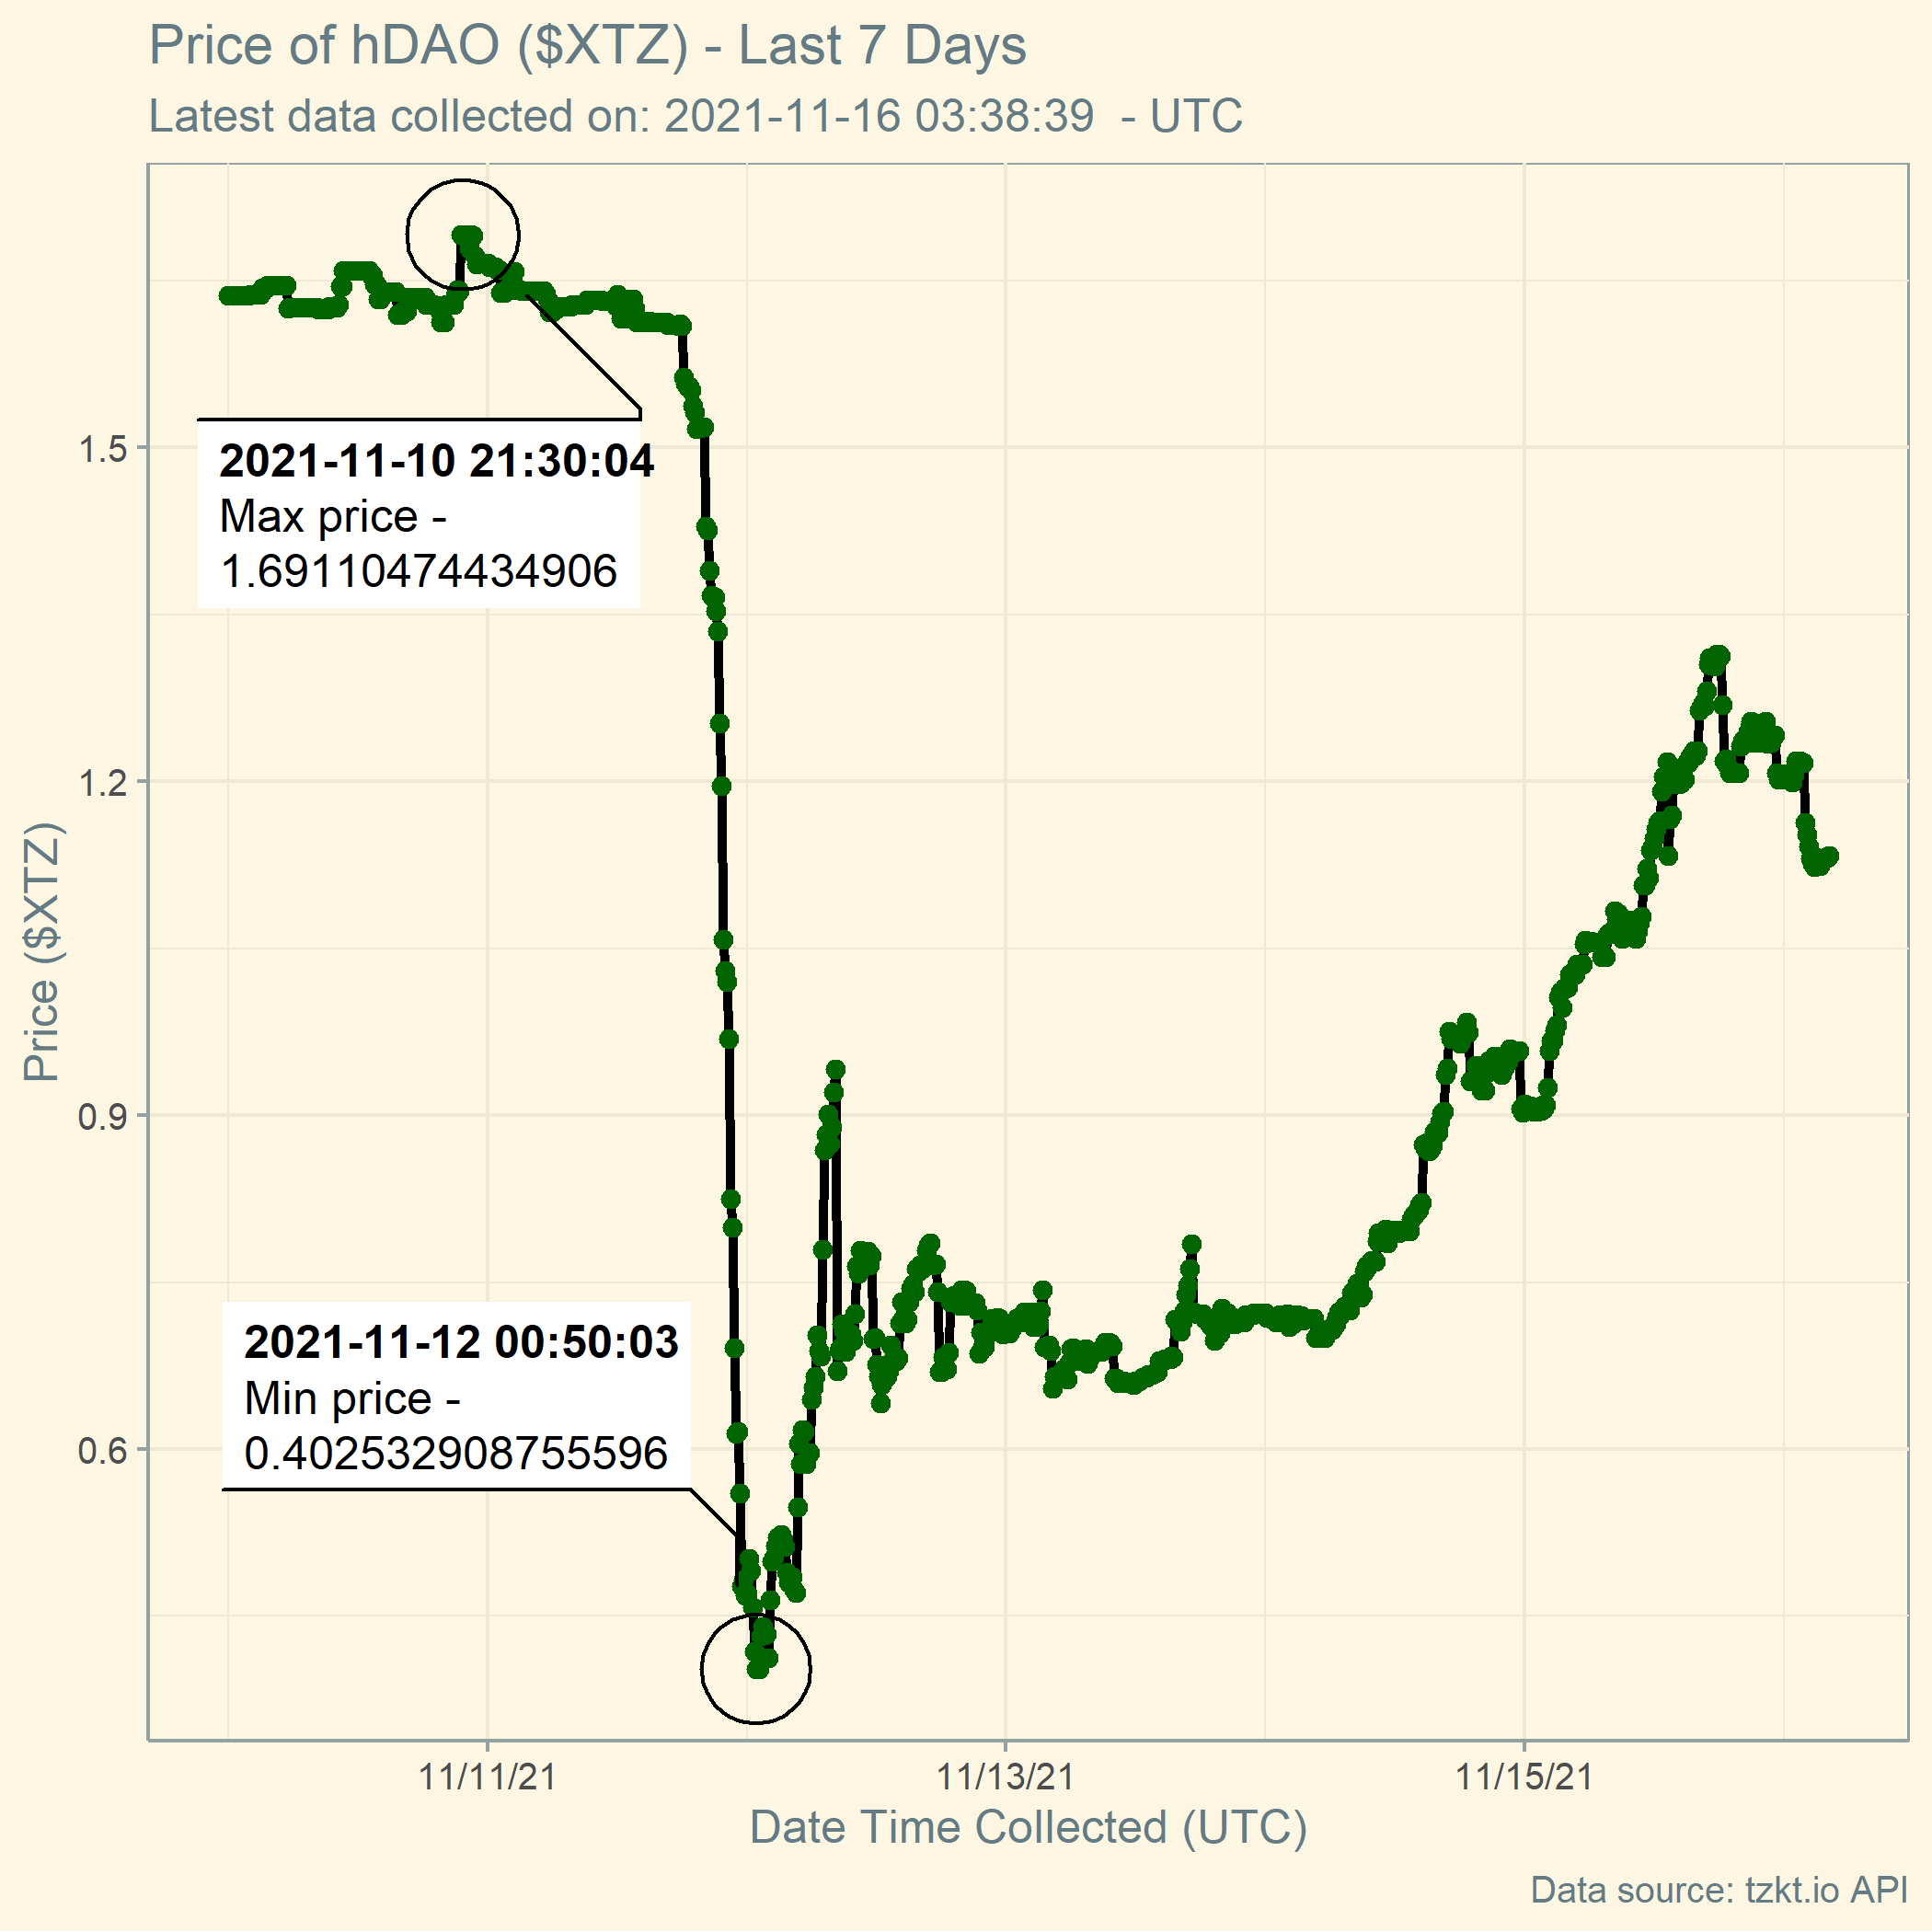 Price of hDAO ($XTZ) - Last 7 Days
Latest data collected on: 2021-11-16 03:38:39  - UTC
Price ($XTZ)
1.5
1.2
0.9
0.6
2021-11-10 21:30:04
Max price -
1.69110474434906
2021-11-12 00:50:03
Min price -
0.402532908755596
11/11/21
11/13/21
11/15/21
Date Time Collected (UTC)
Data source: tzkt.io API